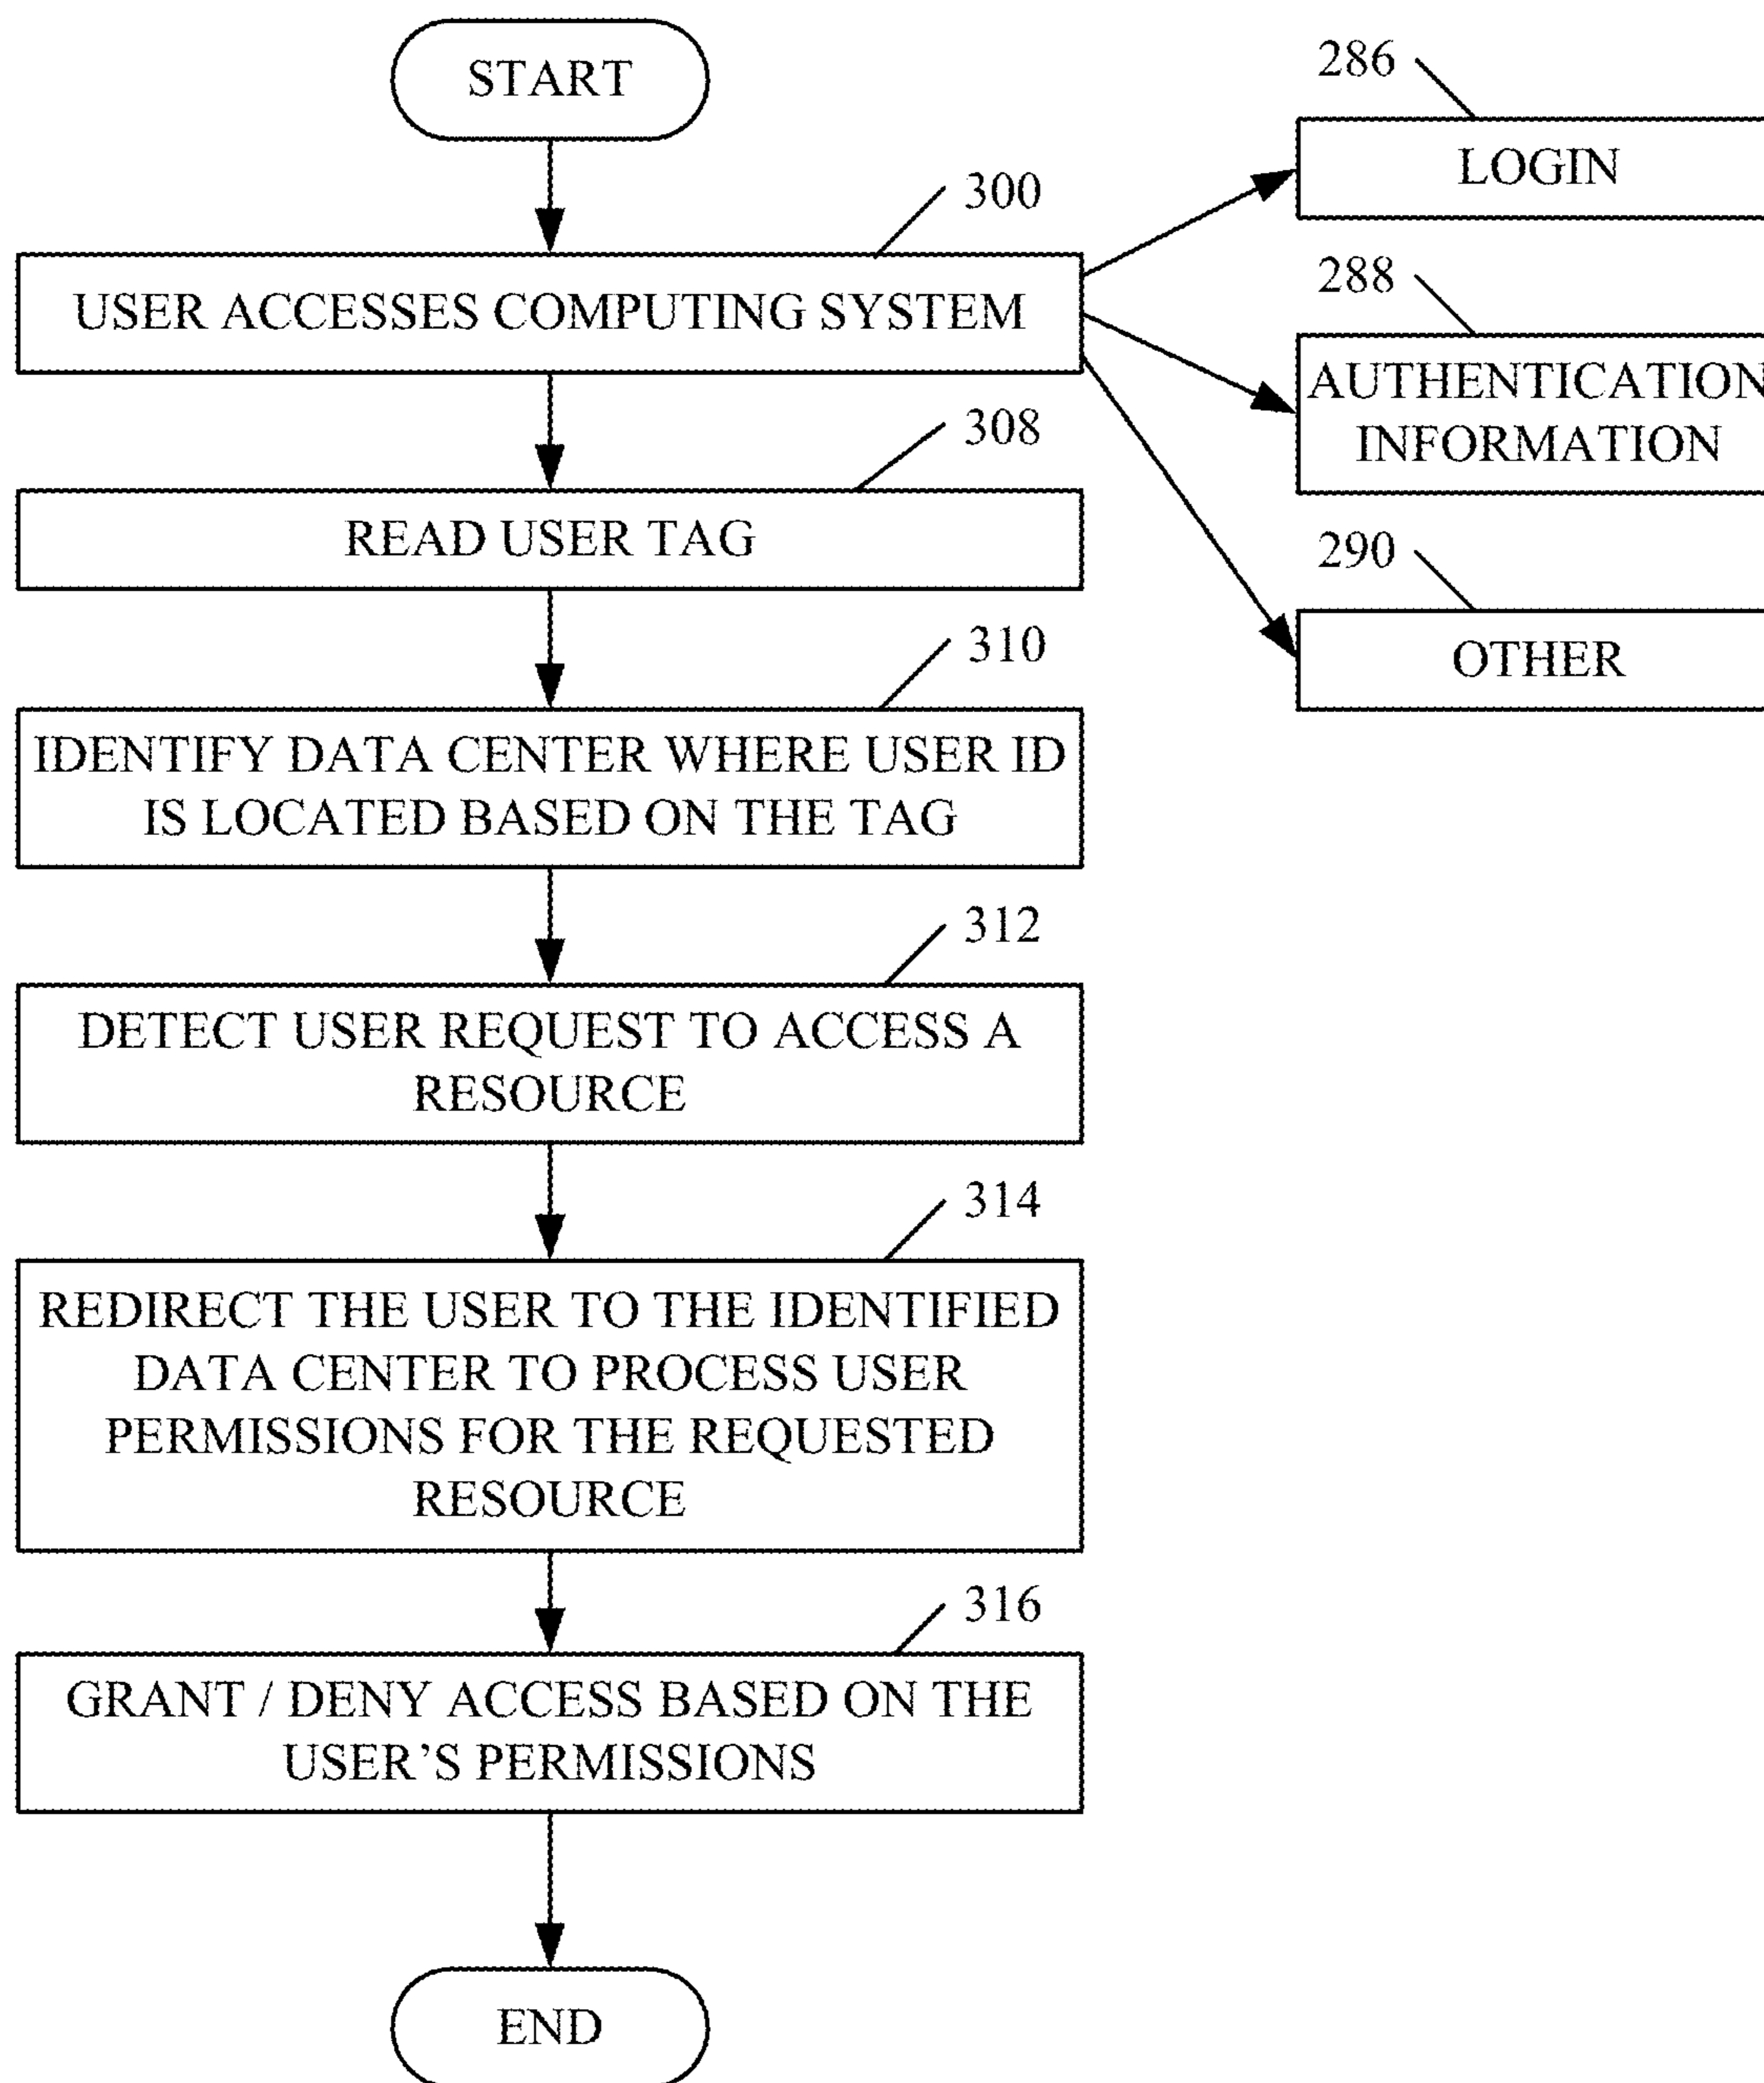 START
286
LOGIN
300
USER ACCESSES COMPUTING SYSTEM
288
AUTHENTICATION
INFORMATION
308
READ USER TAG
290
OTHER
310
IDENTIFY DATA CENTER WHERE USER ID
IS LOCATED BASED ON THE TAG
312
DETECT USER REQUEST TO ACCESS A
RESOURCE
314
REDIRECT THE USER TO THE IDENTIFIED
DATA CENTER TO PROCESS USER
PERMISSIONS FOR THE REQUESTED
RESOURCE
316
GRANT / DENY ACCESS BASED ON THE
USER’S PERMISSIONS
END